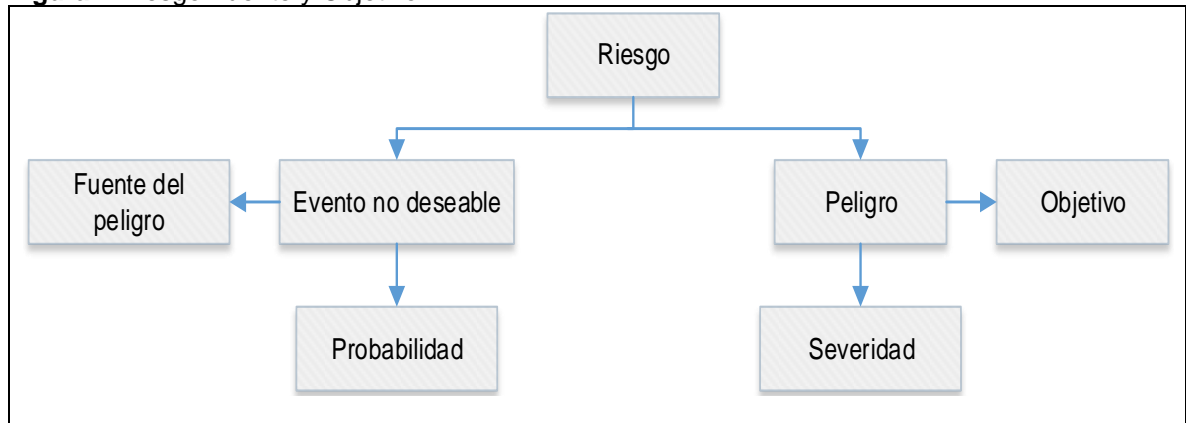 Riesgo
Fuente del
peligro
Evento no deseable
Peligro
Objetivo
Probabilidad
Severidad